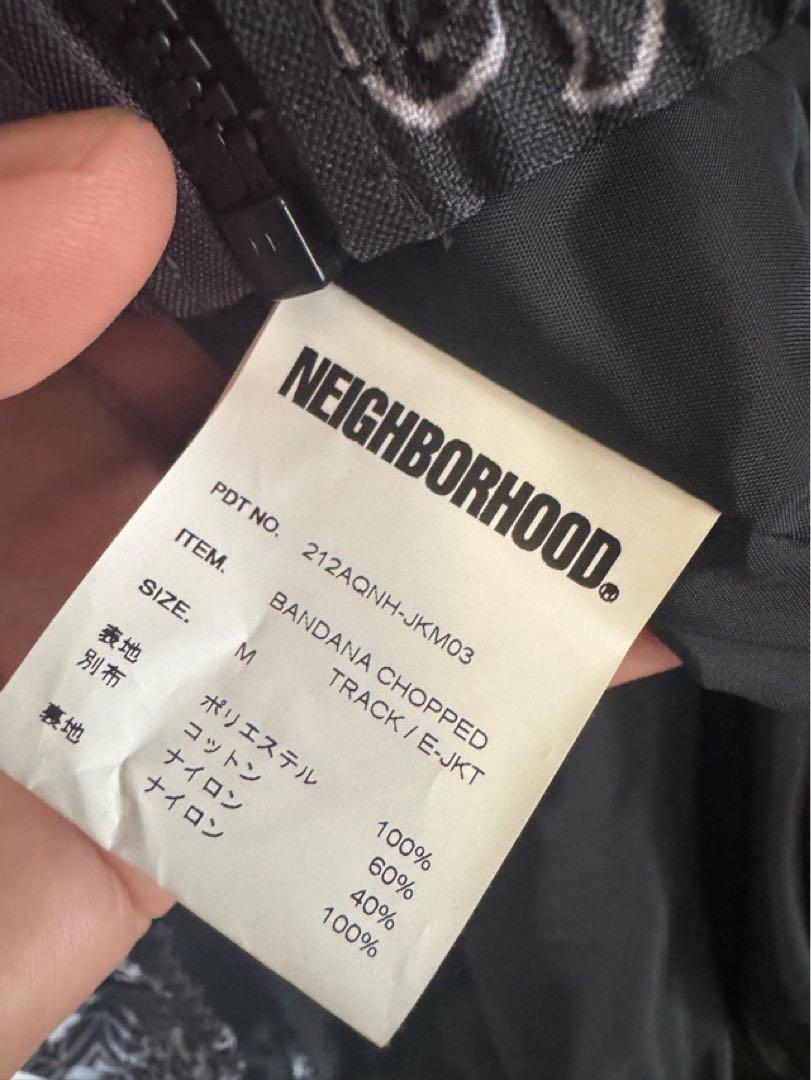 NEIGHBORHOOD®
PDT NO. 212AQNH-JKM03
ITEM. BANDANA CHOPPED
TRACK / E-JKT
SIZE. M
表地 ポリエステル 100%
別布 コットン 60%
ナイロン 40%
裏地 ナイロン 100%